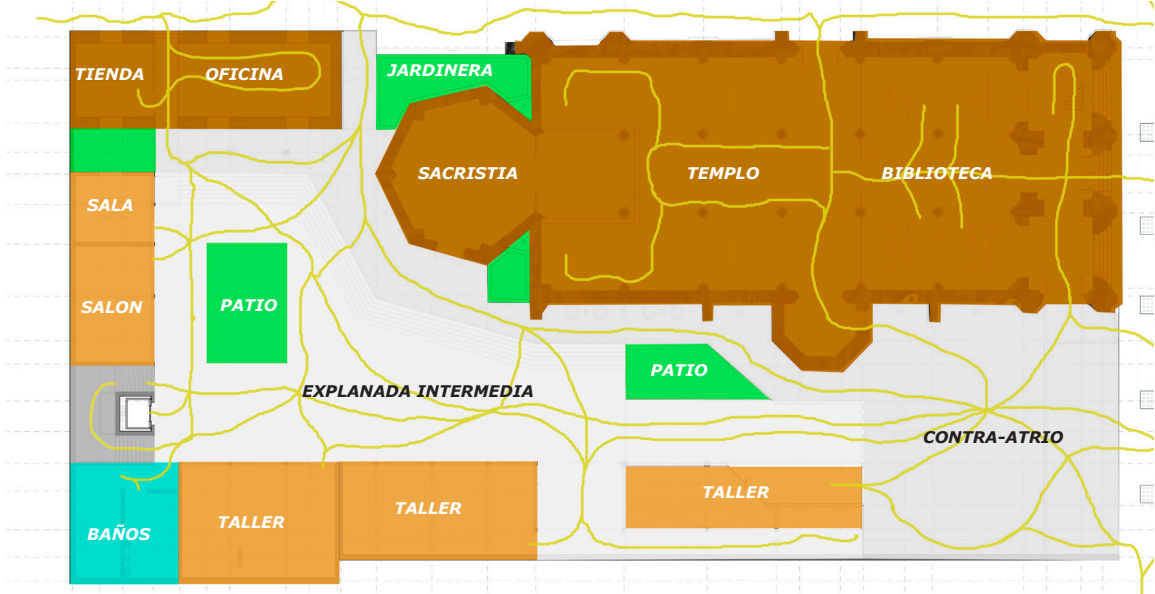 TIENDA
OFICINA
JARDINERA
SACRISTIA
TEMPLO
BIBLIOTECA
SALA
SALON
PATIO
PATIO
EXPLANADA INTERMEDIA
CONTRA-ATRIO
TALLER
TALLER
TALLER
BAÑOS